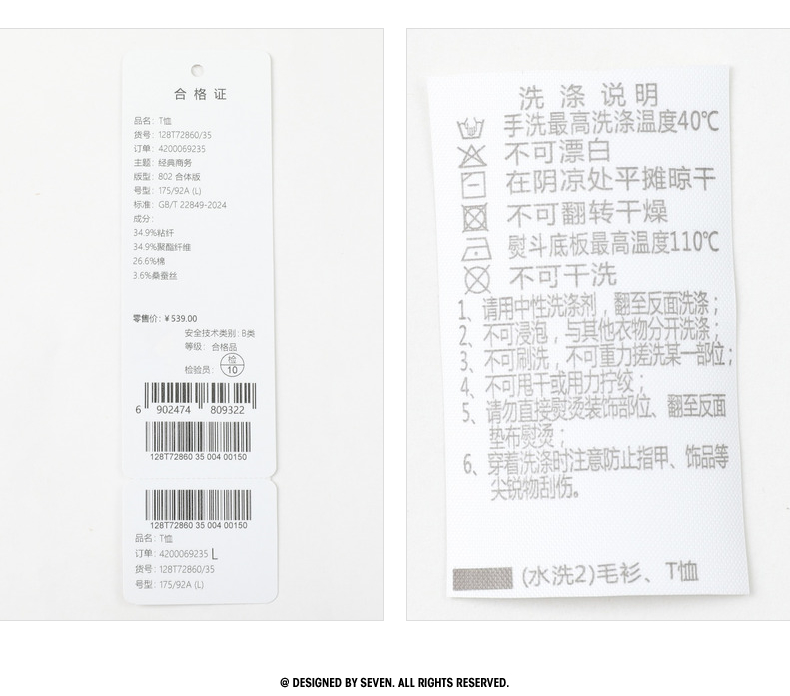 合格证
品名: T恤
货号: 128T72860/35
订单: 4200069235
主题: 经典商务
版型: 802 合体版
号型: 175/92A (L)
标准: GB/T 22849-2024
成分:
34.9%粘纤
34.9%聚酯纤维
26.6%棉
3.6%桑蚕丝
零售价: ¥539.00
安全技术类别: B类
等级: 合格品
检验员: 检 10
6 902474 809322
128T72860 35 004 00150
128T72860 35 004 00150
品名: T恤
订单: 4200069235 L
货号: 128T72860/35
号型: 175/92A (L)
洗涤说明
手洗最高洗涤温度40℃
不可漂白
在阴凉处平摊晾干
不可翻转干燥
熨斗底板最高温度110℃
不可干洗
1、请用中性洗涤剂，翻至反面洗涤；
2、不可浸泡，与其他衣物分开洗涤；
3、不可刷洗，不可重力搓洗某一部位；
4、不可甩干或用力拧绞；
5、请勿直接熨烫装饰部位、翻至反面
垫布熨烫；
6、穿着洗涤时注意防止指甲、饰品等
尖锐物刮伤。
(水洗2)毛衫、T恤
@ DESIGNED BY SEVEN. ALL RIGHTS RESERVED.